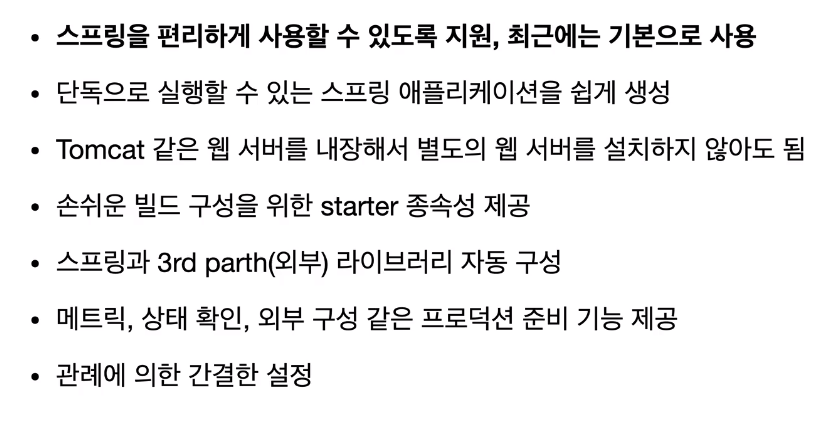 • 스프링을 편리하게 사용할 수 있도록 지원, 최근에는 기본으로 사용
• 단독으로 실행할 수 있는 스프링 애플리케이션을 쉽게 생성
• Tomcat 같은 웹 서버를 내장해서 별도의 웹 서버를 설치하지 않아도 됨
• 손쉬운 빌드 구성을 위한 starter 종속성 제공
• 스프링과 3rd parth(외부) 라이브러리 자동 구성
• 메트릭, 상태 확인, 외부 구성 같은 프로덕션 준비 기능 제공
• 관례에 의한 간결한 설정